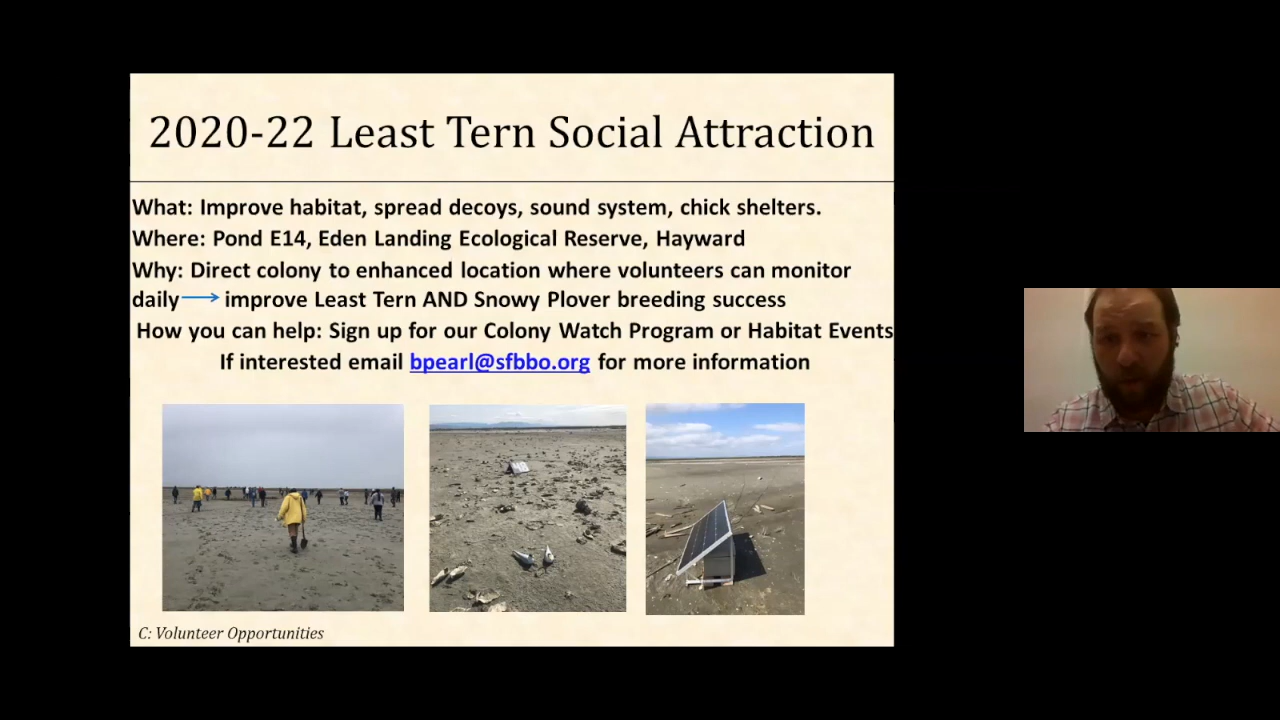 2020-22 Least Tern Social Attraction
What: Improve habitat, spread decoys, sound system, chick shelters.
Where: Pond E14, Eden Landing Ecological Reserve, Hayward
Why: Direct colony to enhanced location where volunteers can monitor
daily → improve Least Tern AND Snowy Plover breeding success
How you can help: Sign up for our Colony Watch Program or Habitat Events
If interested email bpearl@sfbbo.org for more information
C: Volunteer Opportunities